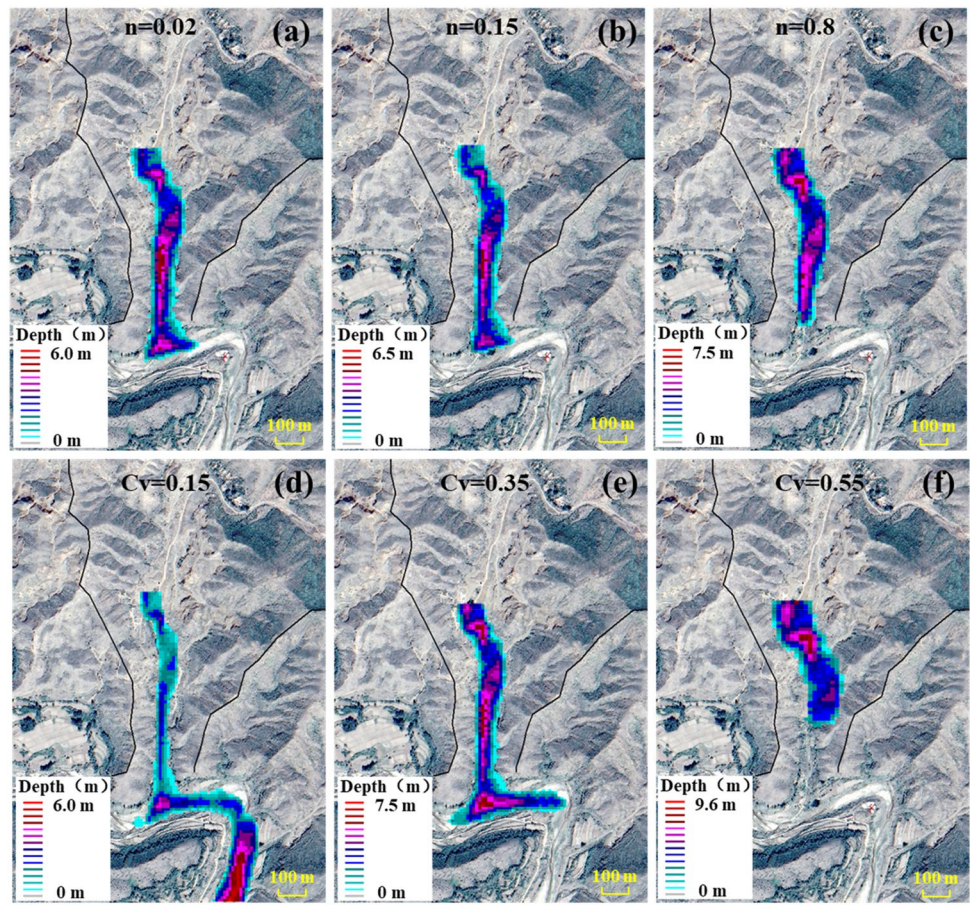 n=0.02 (a)
Depth（m）
6.0 m
0 m
100 m
n=0.15 (b)
Depth（m）
6.5 m
0 m
100 m
n=0.8 (c)
Depth（m）
7.5 m
0 m
100 m
Cv=0.15 (d)
Depth（m）
6.0 m
0 m
100 m
Cv=0.35 (e)
Depth（m）
7.5 m
0 m
100 m
Cv=0.55 (f)
Depth（m）
9.6 m
0 m
100 m